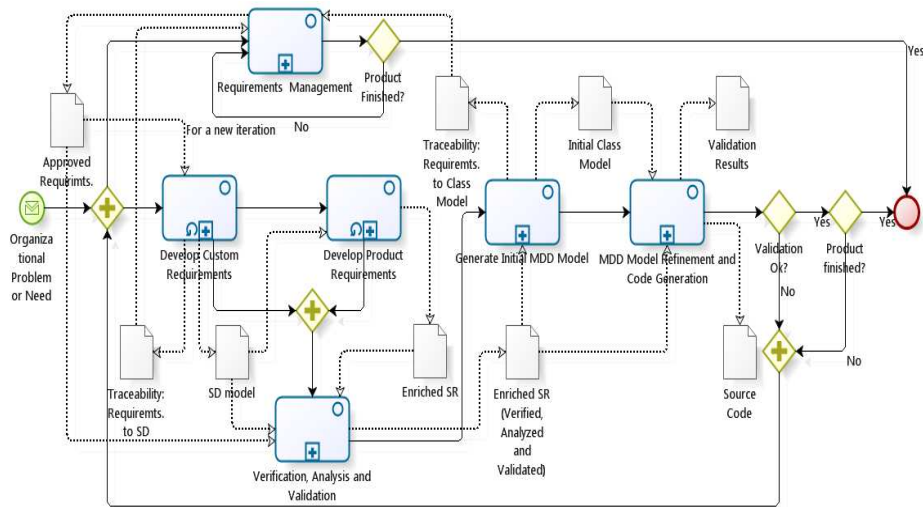 Requirements Management
Product
Finished?
Yes
For a new iteration
No
Approved
Requrimts.
Traceability:
Requiremts.
to Class
Model
Initial Class
Model
Validation
Results
Organiza
tional
Problem
or Need
Develop Custom
Requirements
Develop Product
Requirements
Generate Initial MDD Model
MDD Model Refinement and
Code Generation
Validation
Ok?
Yes
Product
finished?
Yes
No
No
Traceability:
Requiremts.
to SD
SD model
Enriched SR
Enriched SR
(Verified,
Analyzed
and
Validated)
Source
Code
Verification, Analysis and
Validation